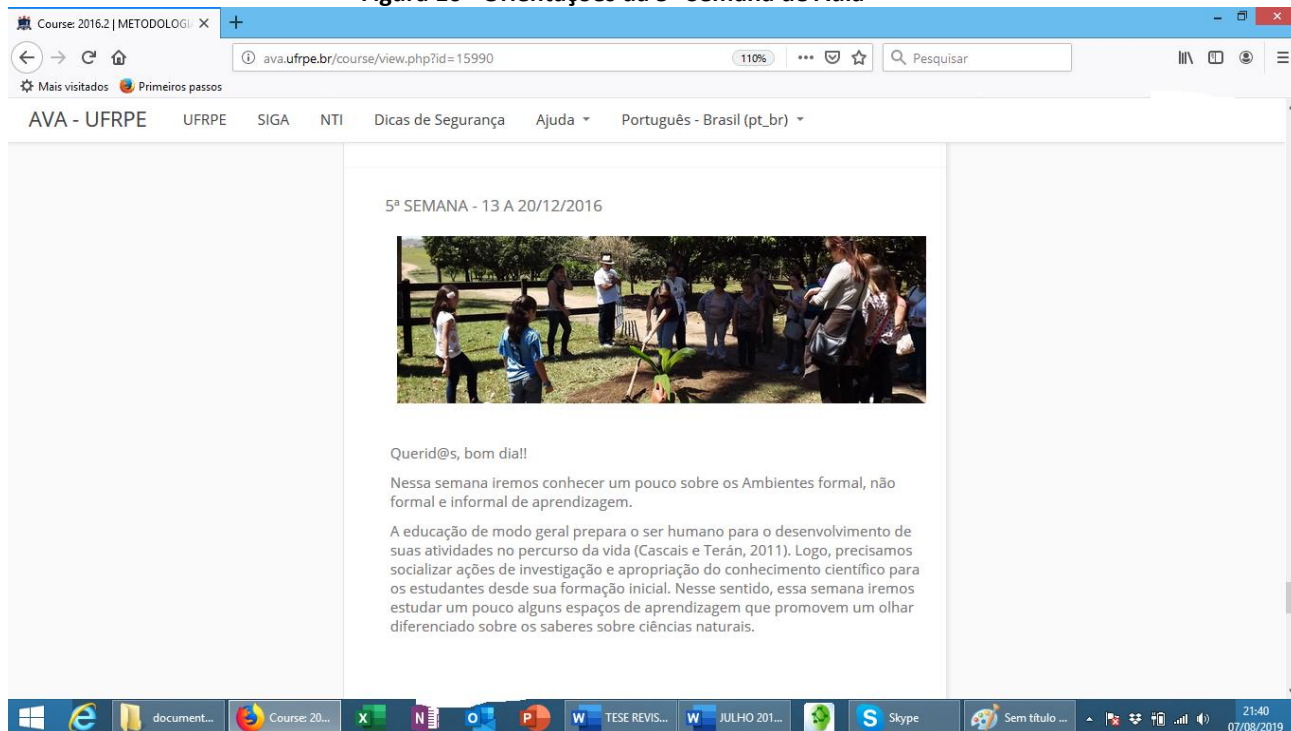 Course: 2016.2 | METODOLOGI
ava.ufrpe.br/course/view.php?id=15990
110%
Pesquisar
Mais visitados
Primeiros passos
AVA - UFRPE
UFRPE
SIGA
NTI
Dicas de Segurança
Ajuda
Português - Brasil (pt_br)
5ª SEMANA - 13 A 20/12/2016
Querid@s, bom dia!!
Nessa semana iremos conhecer um pouco sobre os Ambientes formal, não
formal e informal de aprendizagem.
A educação de modo geral prepara o ser humano para o desenvolvimento de
suas atividades no percurso da vida (Cascais e Terán, 2011). Logo, precisamos
socializar ações de investigação e apropriação do conhecimento científico para
os estudantes desde sua formação inicial. Nesse sentido, essa semana iremos
estudar um pouco alguns espaços de aprendizagem que promovem um olhar
diferenciado sobre os saberes sobre ciências naturais.
document...
Course: 20...
TESE REVIS...
JULHO 201...
Skype
Sem título ...
21:40
07/08/2019